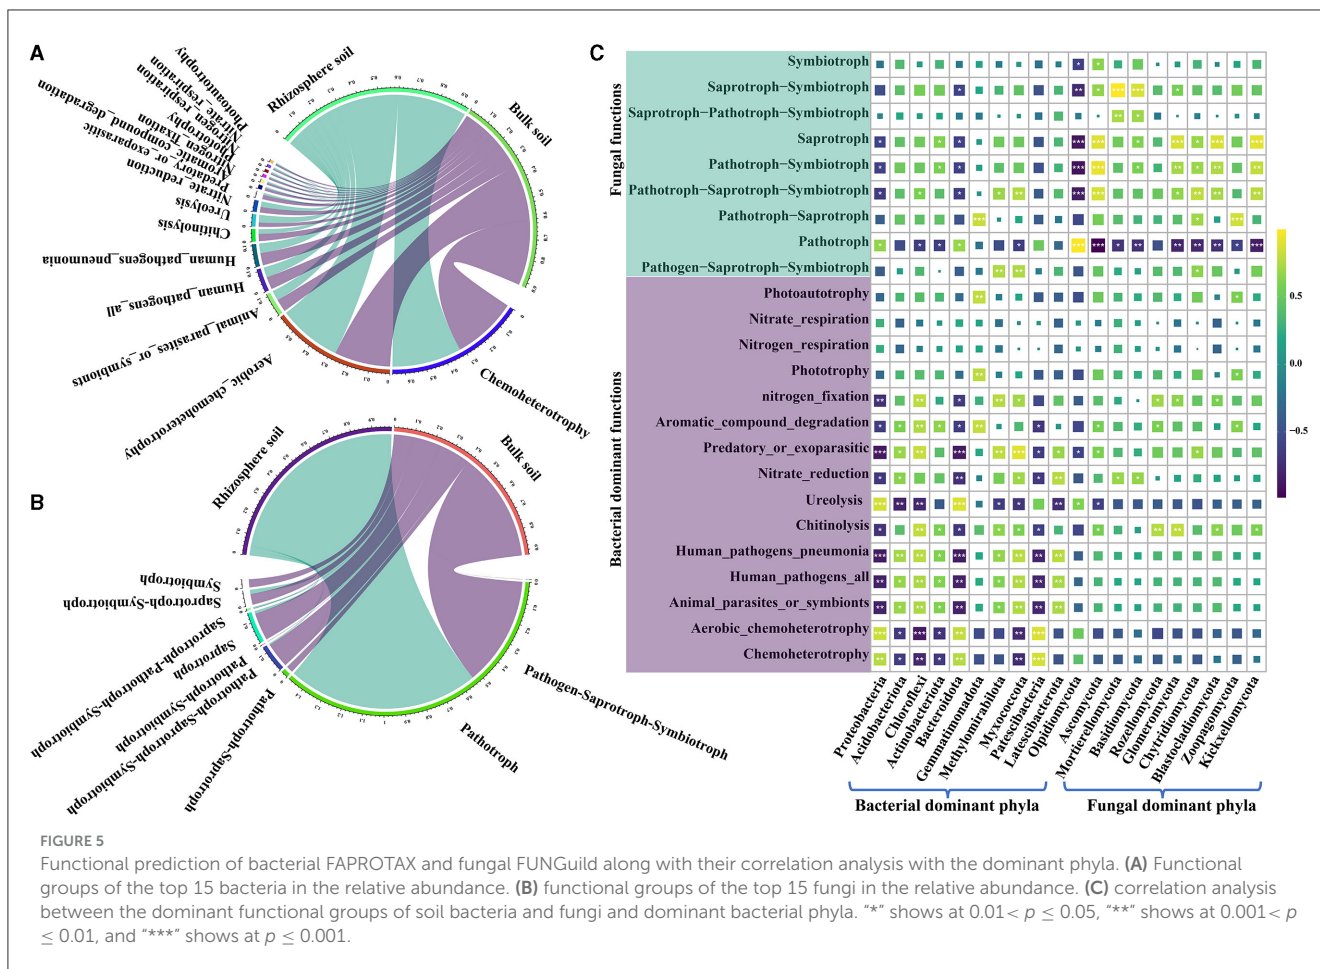 A
Rhizosphere soil
Bulk soil
Photoautotrophy
Nitrate_respiration
Nitrogen_respiration
Phototrophy
Nitrogen_fixation
Aromatic_compound_degradation
Predatory_or_exoparasitic
Nitrate_reduction
Ureolysis
Chitinolysis
Human_pathogens_pneumonia
Human_pathogens_all
Animal_parasites_or_symbionts
Aerobic_chemoheterotrophy
Chemoheterotrophy
B
Rhizosphere soil
Bulk soil
Symbiotroph
Saprotroph-Symbiotroph
Saprotroph-Pathotroph-Symbiotroph
Saprotroph
Pathotroph-Symbiotroph
Pathotroph-Saprotroph-Symbiotroph
Pathotroph-Saprotroph
Pathotroph
Pathogen-Saprotroph-Symbiotroph
C
Fungal functions
Symbiotroph
Saprotroph−Symbiotroph
Saprotroph−Pathotroph−Symbiotroph
Saprotroph
Pathotroph−Symbiotroph
Pathotroph−Saprotroph−Symbiotroph
Pathotroph−Saprotroph
Pathotroph
Pathogen−Saprotroph−Symbiotroph
Bacterial dominant functions
Photoautotrophy
Nitrate_respiration
Nitrogen_respiration
Phototrophy
nitrogen_fixation
Aromatic_compound_degradation
Predatory_or_exoparasitic
Nitrate_reduction
Ureolysis
Chitinolysis
Human_pathogens_pneumonia
Human_pathogens_all
Animal_parasites_or_symbionts
Aerobic_chemoheterotrophy
Chemoheterotrophy
0.5
0.0
−0.5
Proteobacteria
Acidobacteriota
Chloroflexi
Actinobacteriota
Bacteroidota
Gemmatimonadota
Methylomirabilota
Myxococcota
Patescibacteria
Latescibacterota
Olpidiomycota
Ascomycota
Mortierellomycota
Basidiomycota
Rozellomycota
Glomeromycota
Chytridiomycota
Blastocladiomycota
Zoopagomycota
Kickxellomycota
Bacterial dominant phyla
Fungal dominant phyla
FIGURE 5
Functional prediction of bacterial FAPROTAX and fungal FUNGuild along with their correlation analysis with the dominant phyla. (A) Functional
groups of the top 15 bacteria in the relative abundance. (B) functional groups of the top 15 fungi in the relative abundance. (C) correlation analysis
between the dominant functional groups of soil bacteria and fungi and dominant bacterial phyla. "*" shows at 0.01< p ≤ 0.05, "**" shows at 0.001< p
≤ 0.01, and "***" shows at p ≤ 0.001.